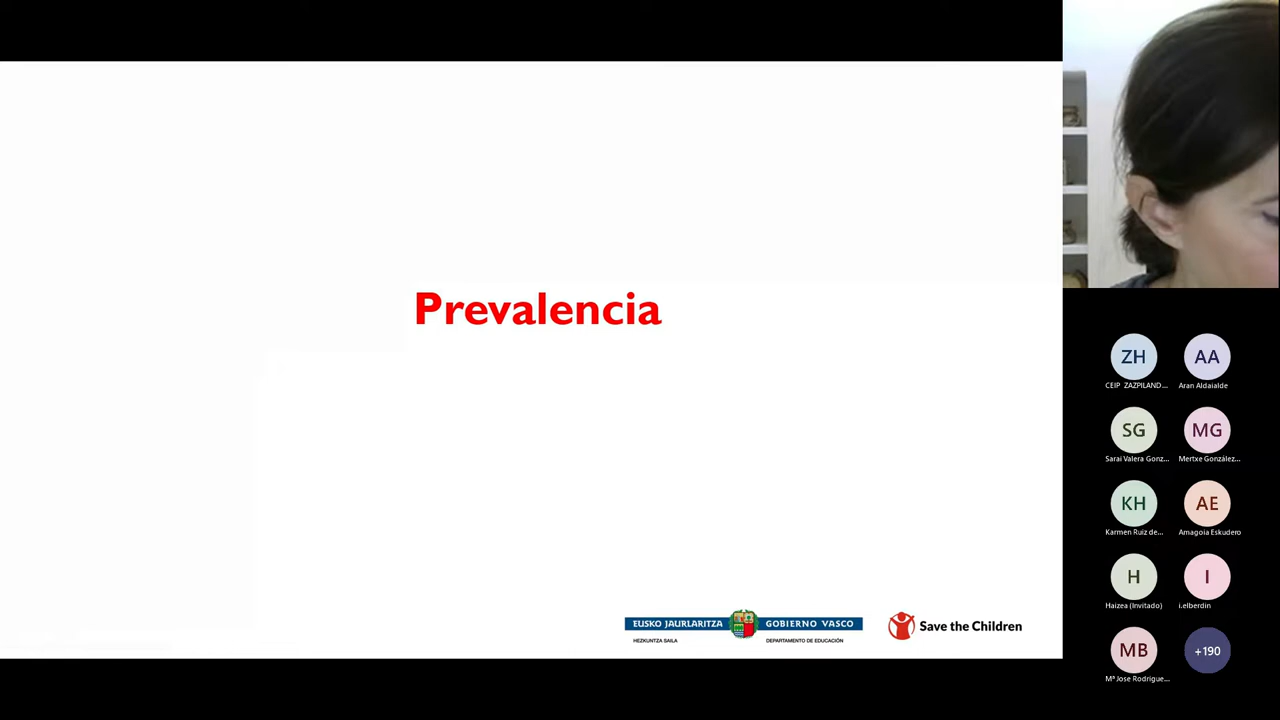 Prevalencia
EUSKO JAURLARITZA
GOBIERNO VASCO
HEZKUNTZA SAILA
DEPARTAMENTO DE EDUCACIÓN
Save the Children
ZH
AA
CEIP ZAZPILAND...
Aran Aldaialde
SG
MG
Sarai Valera Gonz...
Mertxe González...
KH
AE
Karmen Ruiz de...
Amagoia Eskudero
H
I
Haizea (Invitado)
i.elberdin
MB
+190
Mª Jose Rodrigue...